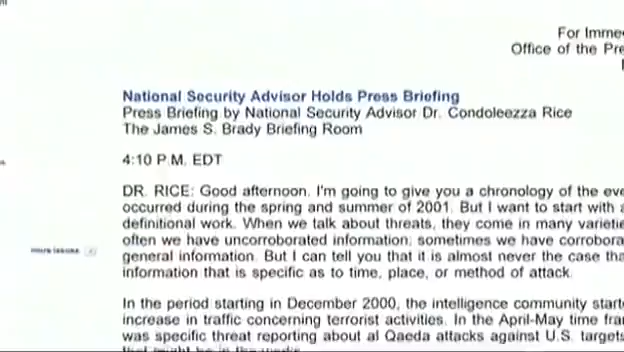 For Imme
Office of the Pre
National Security Advisor Holds Press Briefing
Press Briefing by National Security Advisor Dr. Condoleezza Rice
The James S. Brady Briefing Room
4:10 P.M. EDT
DR. RICE: Good afternoon. I'm going to give you a chronology of the eve
occurred during the spring and summer of 2001. But I want to start with a
definitional work. When we talk about threats, they come in many varietie
often we have uncorroborated information; sometimes we have corrobora
more issues
general information. But I can tell you that it is almost never the case tha
information that is specific as to time, place, or method of attack.
In the period starting in December 2000, the intelligence community starte
increase in traffic concerning terrorist activities. In the April-May time fra
was specific threat reporting about al Qaeda attacks against U.S. targets